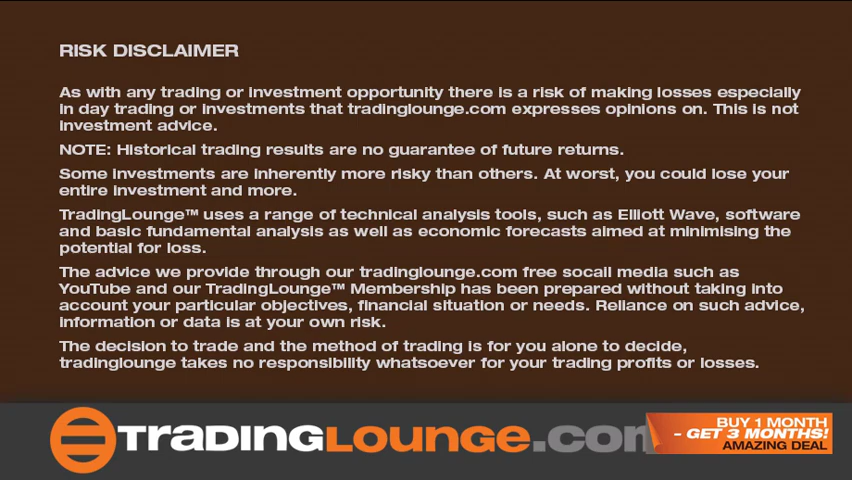 RISK DISCLAIMER
As with any trading or investment opportunity there is a risk of making losses especially
in day trading or investments that tradinglounge.com expresses opinions on. This is not
investment advice.
NOTE: Historical trading results are no guarantee of future returns.
Some investments are inherently more risky than others. At worst, you could lose your
entire investment and more.
TradingLounge™ uses a range of technical analysis tools, such as Elliott Wave, software
and basic fundamental analysis as well as economic forecasts aimed at minimising the
potential for loss.
The advice we provide through our tradinglounge.com free socail media such as
YouTube and our TradingLounge™ Membership has been prepared without taking into
account your particular objectives, financial situation or needs. Reliance on such advice,
information or data is at your own risk.
The decision to trade and the method of trading is for you alone to decide,
tradinglounge takes no responsibility whatsoever for your trading profits or losses.
TRADINGLOUNGE.com
BUY 1 MONTH
- GET 3 MONTHS!
AMAZING DEAL